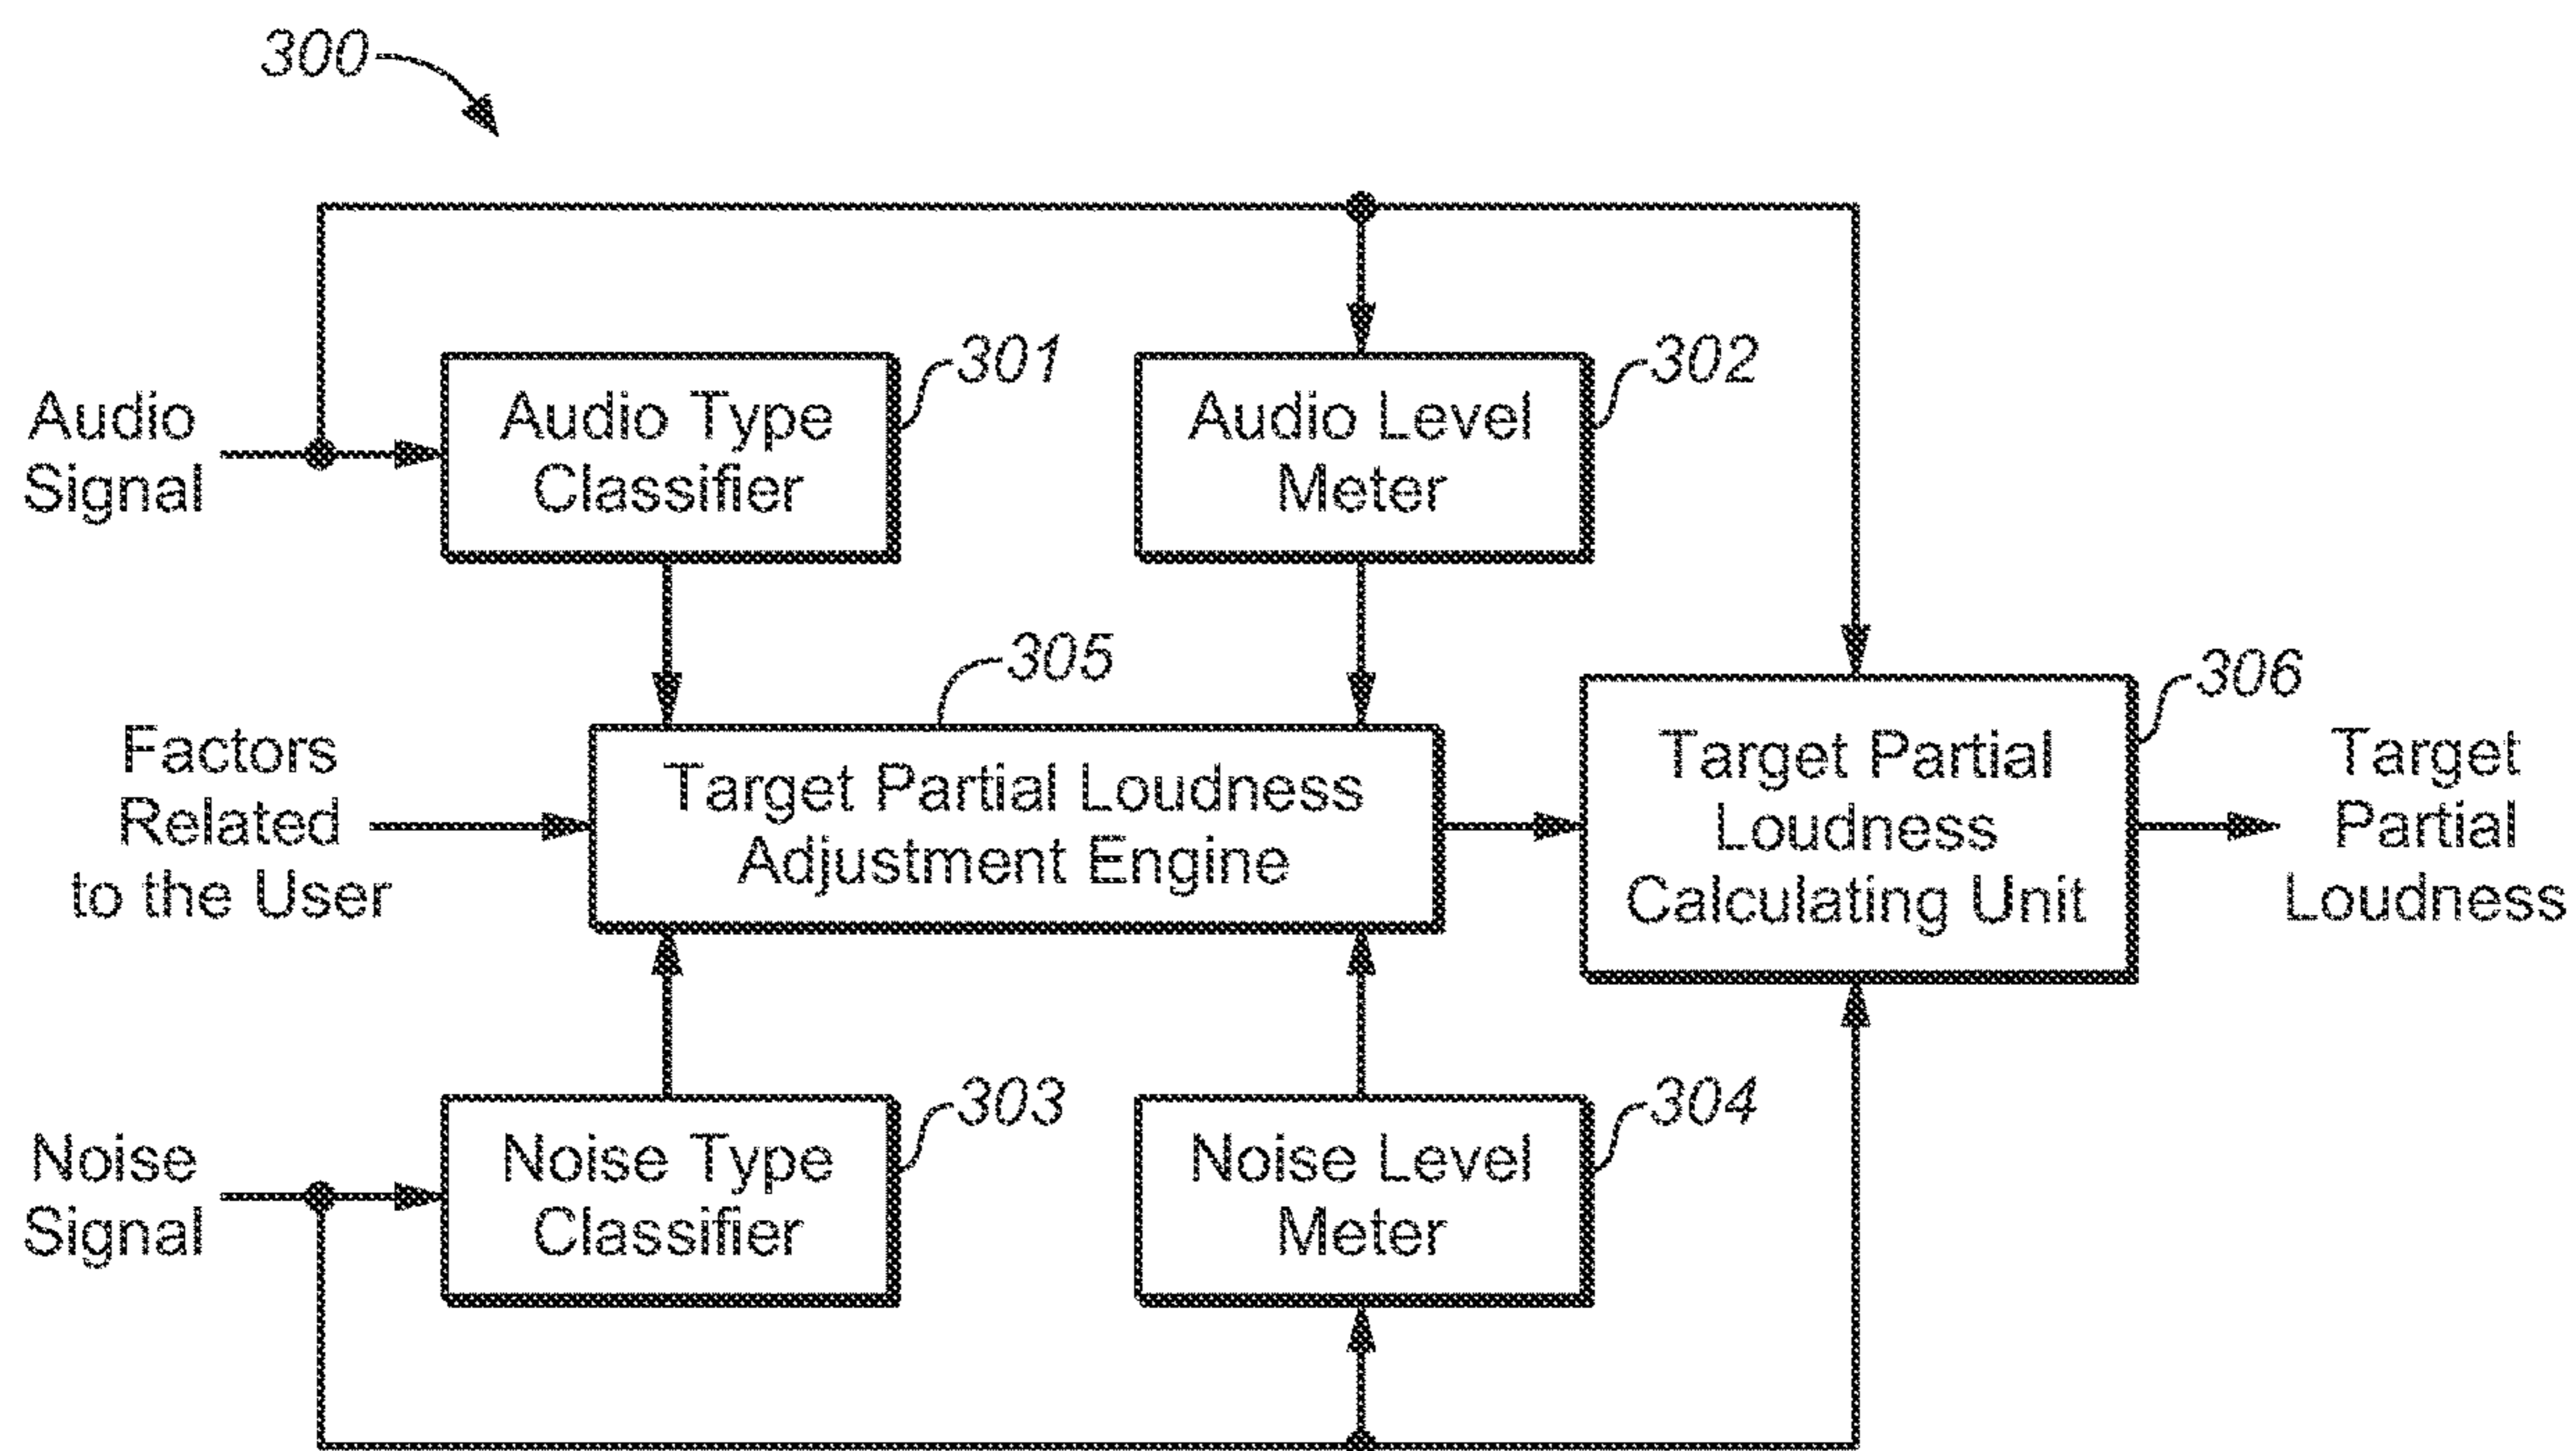 300
301
302
Audio
Signal
Audio Type
Classifier
Audio Level
Meter
305
306
Factors
Related
to the User
Target Partial Loudness
Adjustment Engine
Target Partial
Loudness
Calculating Unit
Target
Partial
Loudness
303
304
Noise
Signal
Noise Type
Classifier
Noise Level
Meter